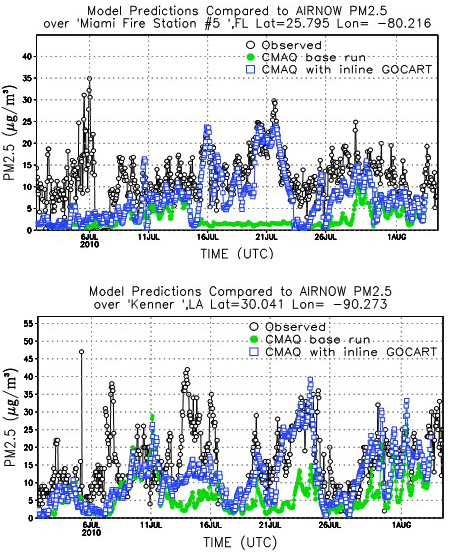 Model Predictions Compared to AIRNOW PM2.5
over 'Miami Fire Station #5 ',FL Lat=25.795 Lon= −80.216
Observed
CMAQ base run
CMAQ with inline GOCART
PM2.5 (μg/m³)
45
40
35
30
25
20
15
10
5
0
6JUL 11JUL 16JUL 21JUL 26JUL 1AUG
2010
TIME (UTC)
Model Predictions Compared to AIRNOW PM2.5
over 'Kenner ',LA Lat=30.041 Lon= −90.273
Observed
CMAQ base run
CMAQ with inline GOCART
PM2.5 (μg/m³)
55
50
45
40
35
30
25
20
15
10
5
0
6JUL 11JUL 16JUL 21JUL 26JUL 1AUG
2010
TIME (UTC)